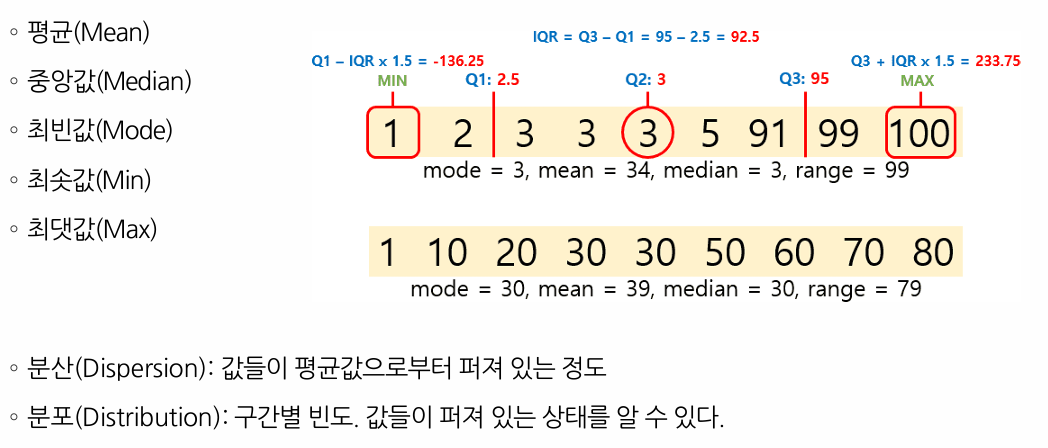 ◦ 평균(Mean)
◦ 중앙값(Median)
◦ 최빈값(Mode)
◦ 최솟값(Min)
◦ 최댓값(Max)
IQR = Q3 – Q1 = 95 – 2.5 = 92.5
Q1 – IQR x 1.5 = -136.25
Q3 + IQR x 1.5 = 233.75
MIN
Q1: 2.5
Q2: 3
Q3: 95
MAX
1 2 3 3 3 5 91 99 100
mode = 3, mean = 34, median = 3, range = 99
1 10 20 30 30 50 60 70 80
mode = 30, mean = 39, median = 30, range = 79
◦ 분산(Dispersion): 값들이 평균값으로부터 퍼져 있는 정도
◦ 분포(Distribution): 구간별 빈도. 값들이 퍼져 있는 상태를 알 수 있다.